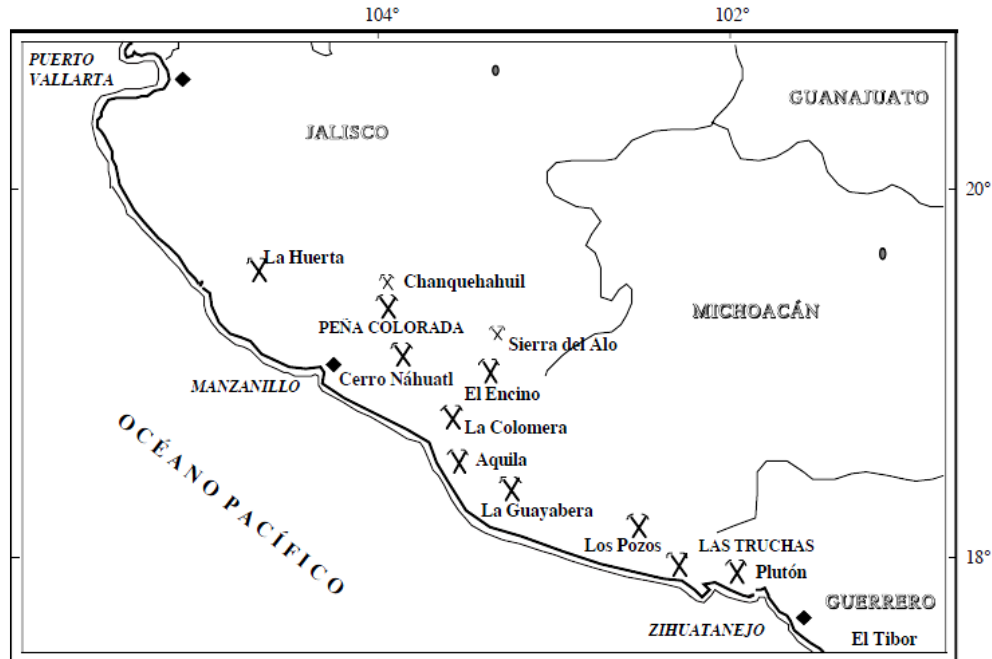 104°
102°
PUERTO
VALLARTA
GUANAJUATO
JALISCO
20°
La Huerta
Chanquehahuil
PEÑA COLORADA
MICHOACÁN
Sierra del Alo
Cerro Náhuatl
MANZANILLO
El Encino
La Colomera
OCÉANO PACÍFICO
Aquila
La Guayabera
Los Pozos
LAS TRUCHAS
18°
Plutón
GUERRERO
ZIHUATANEJO
El Tibor